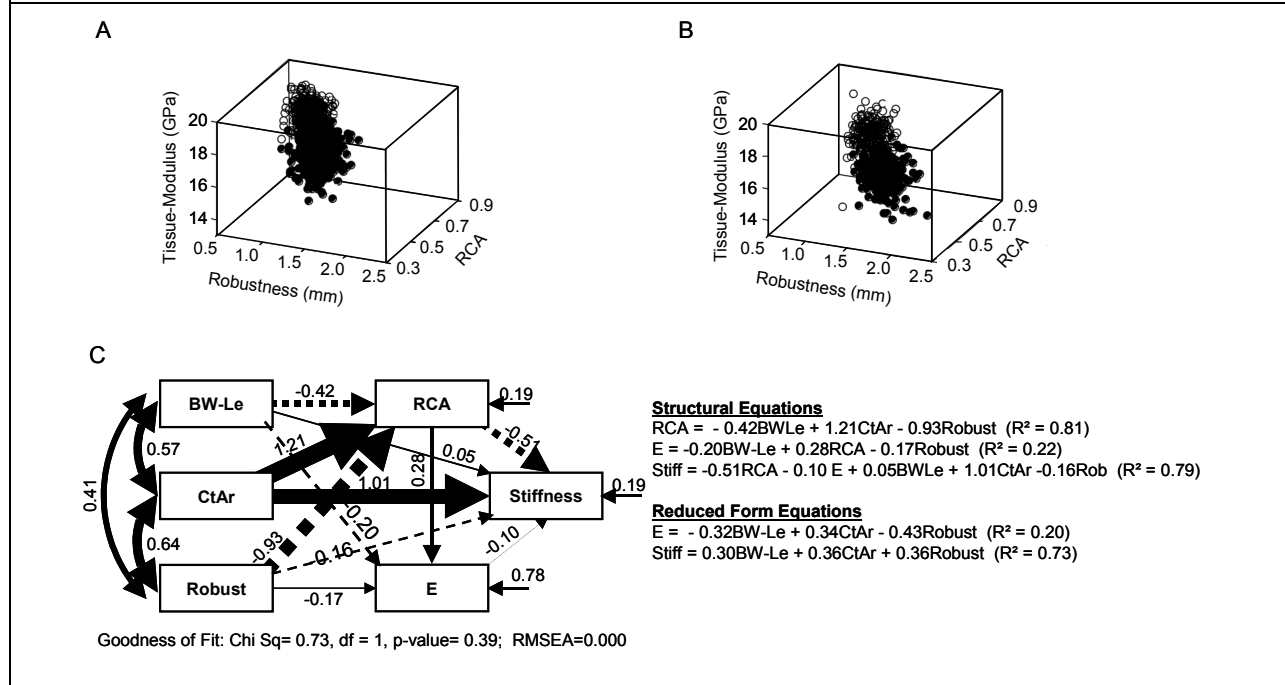 A
B
Tissue-Modulus (GPa)
20
18
16
14
0.5
1.0
1.5
2.0
2.5
Robustness (mm)
0.3
0.5
0.7
0.9
RCA
Tissue-Modulus (GPa)
20
18
16
14
0.5
1.0
1.5
2.0
2.5
Robustness (mm)
0.3
0.5
0.7
0.9
RCA
C
BW-Le
-0.42
RCA
0.19
0.57
1.21
0.05
-0.51
0.41
CtAr
1.01
0.28
Stiffness
0.19
0.64
-0.93
-0.16
-0.20
-0.10
0.78
Robust
-0.17
E
Structural Equations
RCA = - 0.42BWLe + 1.21CtAr - 0.93Robust (R² = 0.81)
E = -0.20BW-Le + 0.28RCA - 0.17Robust (R² = 0.22)
Stiff = -0.51RCA - 0.10 E + 0.05BWLe + 1.01CtAr -0.16Rob (R² = 0.79)
Reduced Form Equations
E = - 0.32BW-Le + 0.34CtAr - 0.43Robust (R² = 0.20)
Stiff = 0.30BW-Le + 0.36CtAr + 0.36Robust (R² = 0.73)
Goodness of Fit: Chi Sq= 0.73, df = 1, p-value= 0.39; RMSEA=0.000